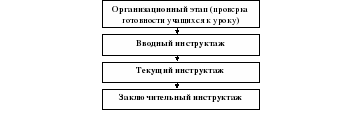 Организационный этап (проверка
готовности учащихся к уроку)
Вводный инструктаж
Текущий инструктаж
Заключительный инструктаж